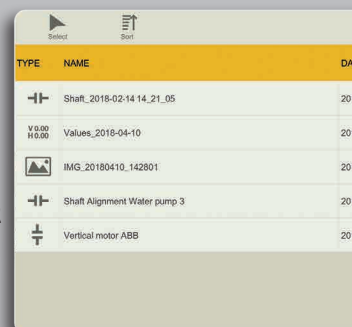 Select Sort
TYPE NAME DA
Shaft_2018-02-14 14_21_05 20
V 0.00
H 0.00 Values_2018-04-10 20
IMG_20180410_142801 20
Shaft Alignment Water pump 3 20
Vertical motor ABB 20